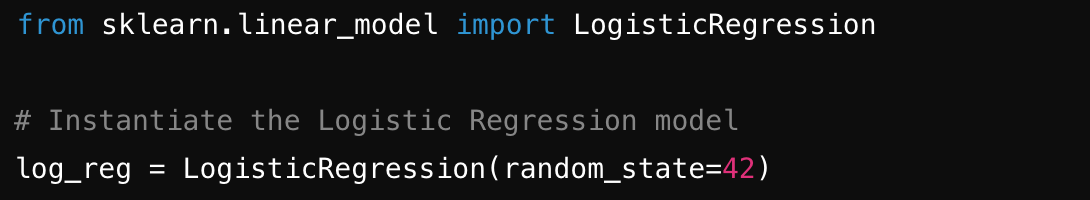 from sklearn.linear_model import LogisticRegression
# Instantiate the Logistic Regression model
log_reg = LogisticRegression(random_state=42)